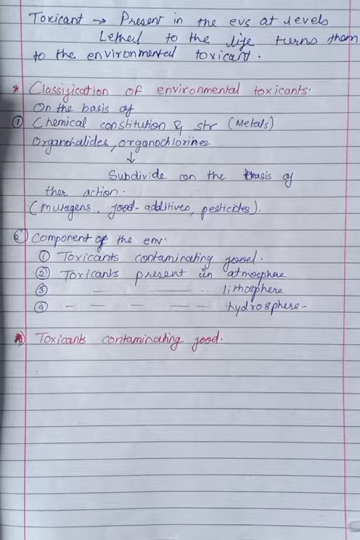 Toxicant → Present in the evs at levels
Lethel to the life turns them
to the environmental toxicant.
* Classification of environmental toxicants.
On the basis of
① Chemical constitution & str (Metals)
Organohalides, organochlorines.
↓
Subdivide on the basis of
ther action.
(mutagens, food-additives, pesticides).
② Component of the env.
① Toxicants contaminating food.
② Toxicants present in atmosphere
③ — — — — lithosphere
④ — — — — hydrosphere.
Toxicants contaminating food.